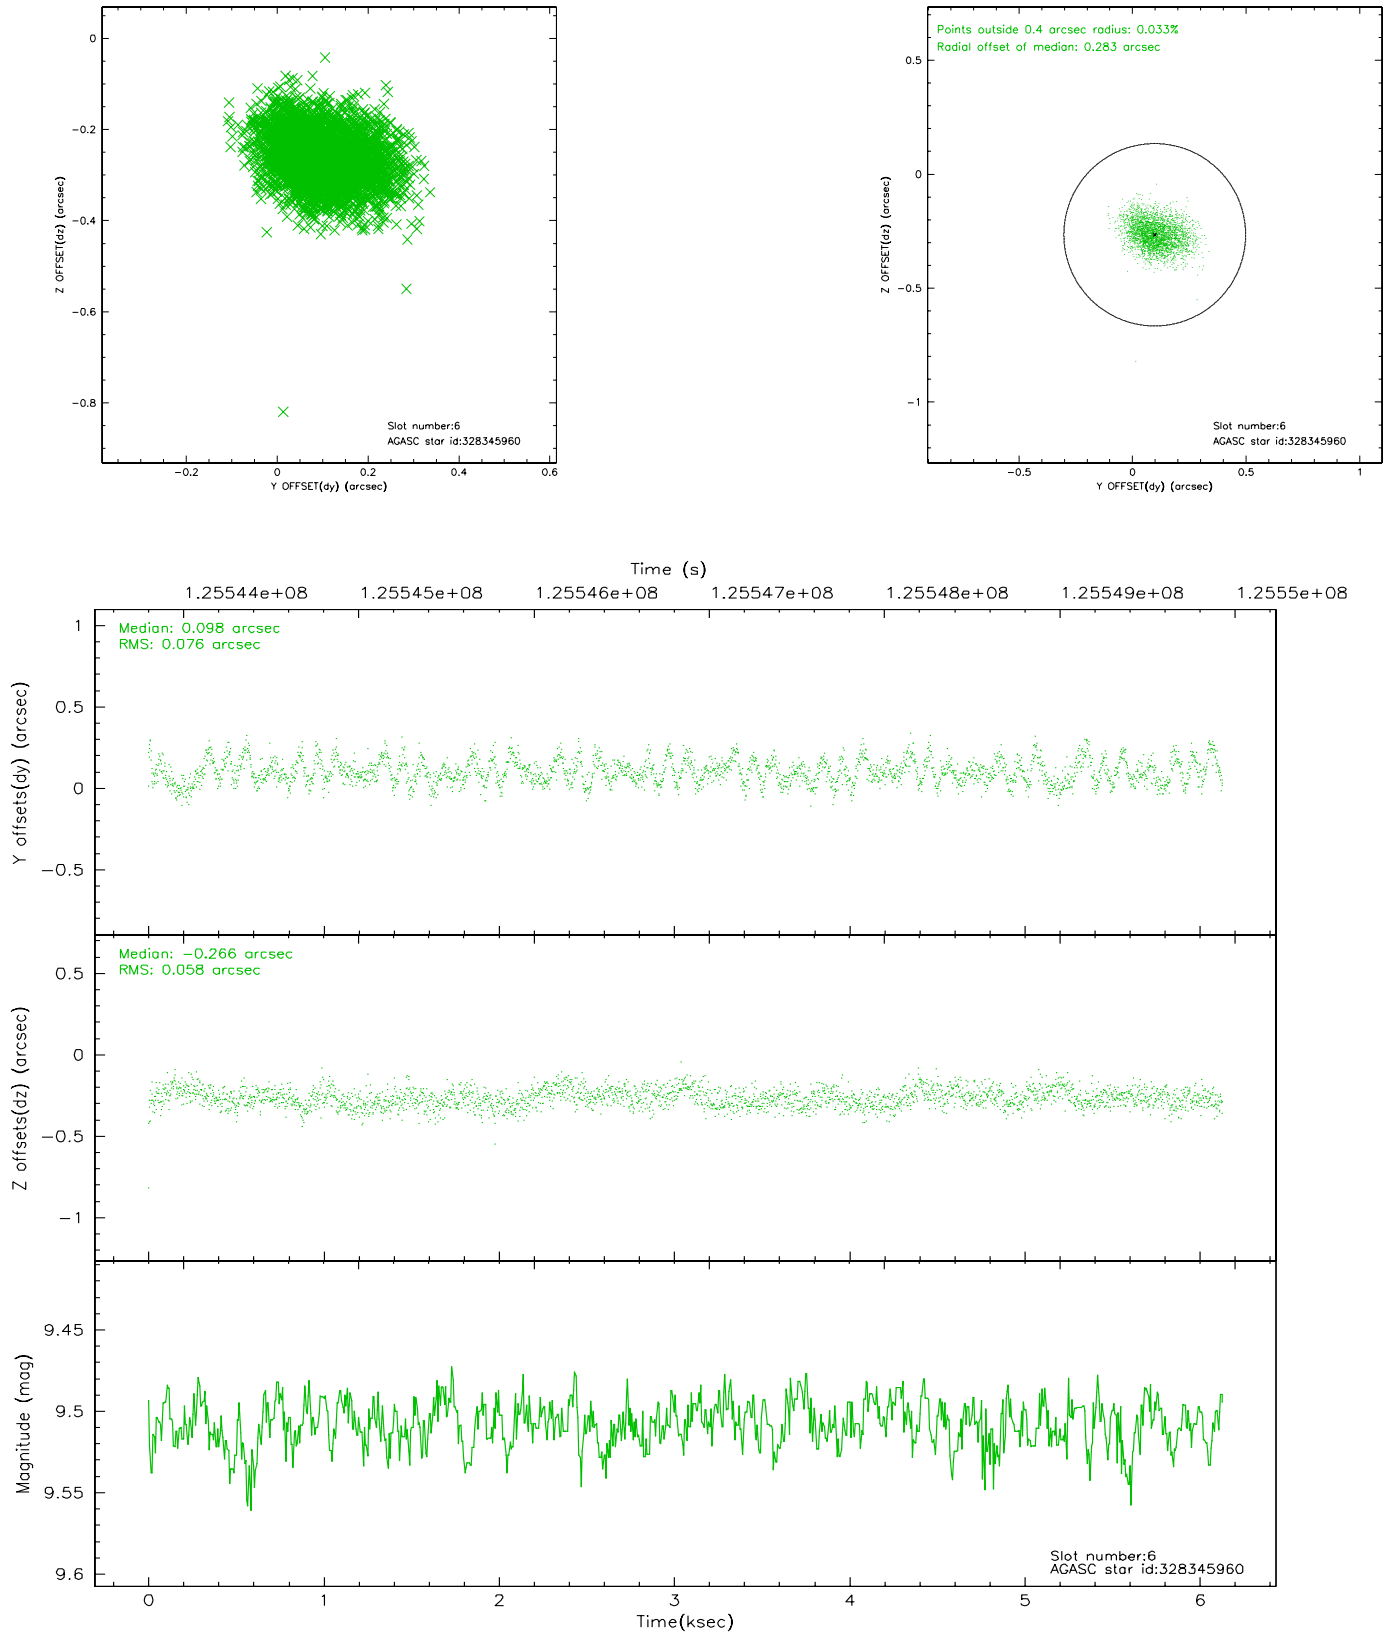 0
−0.2
−0.4
−0.6
−0.8
Z OFFSET(dz) (arcsec)
Slot number:6
AGASC star id:328345960
−0.2 0 0.2 0.4 0.6
Y OFFSET(dy) (arcsec)
Points outside 0.4 arcsec radius: 0.033%
Radial offset of median: 0.283 arcsec
0.5
0
−0.5
−1
Z OFFSET(dz) (arcsec)
Slot number:6
AGASC star id:328345960
−0.5 0 0.5 1
Y OFFSET(dy) (arcsec)
Time (s)
1.25544e+08 1.25545e+08 1.25546e+08 1.25547e+08 1.25548e+08 1.25549e+08 1.2555e+08
Median: 0.098 arcsec
RMS: 0.076 arcsec
1
0.5
0
−0.5
Y offsets(dy) (arcsec)
Median: −0.266 arcsec
RMS: 0.058 arcsec
0.5
0
−0.5
−1
Z offsets(dz) (arcsec)
9.45
9.5
9.55
9.6
Magnitude (mag)
Slot number:6
AGASC star id:328345960
0 1 2 3 4 5 6
Time(ksec)